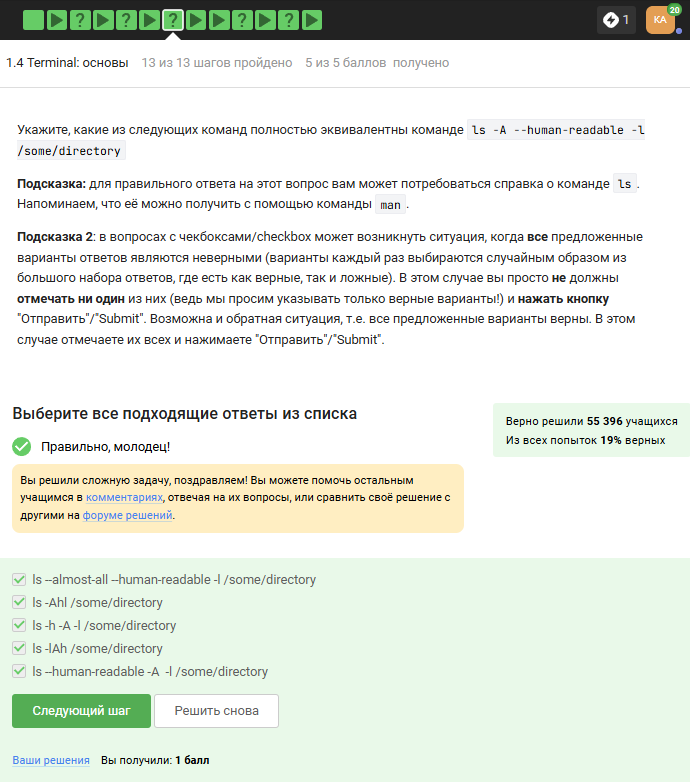 ? ? ? ? ?
1
KA
20
1.4 Terminal: основы 13 из 13 шагов пройдено 5 из 5 баллов получено
Укажите, какие из следующих команд полностью эквивалентны команде ls -A --human-readable -l
/some/directory
Подсказка: для правильного ответа на этот вопрос вам может потребоваться справка о команде ls .
Напоминаем, что её можно получить с помощью команды man .
Подсказка 2: в вопросах с чекбоксами/checkbox может возникнуть ситуация, когда все предложенные
варианты ответов являются неверными (варианты каждый раз выбираются случайным образом из
большого набора ответов, где есть как верные, так и ложные). В этом случае вы просто не должны
отмечать ни один из них (ведь мы просим указывать только верные варианты!) и нажать кнопку
"Отправить"/"Submit". Возможна и обратная ситуация, т.е. все предложенные варианты верны. В этом
случае отмечаете их всех и нажимаете "Отправить"/"Submit".
Выберите все подходящие ответы из списка
Верно решили 55 396 учащихся
Из всех попыток 19% верных
Правильно, молодец!
Вы решили сложную задачу, поздравляем! Вы можете помочь остальным
учащимся в комментариях, отвечая на их вопросы, или сравнить своё решение с
другими на форуме решений.
ls --almost-all --human-readable -l /some/directory
ls -Ahl /some/directory
ls -h -A -l /some/directory
ls -lAh /some/directory
ls --human-readable -A -l /some/directory
Следующий шаг Решить снова
Ваши решения Вы получили: 1 балл